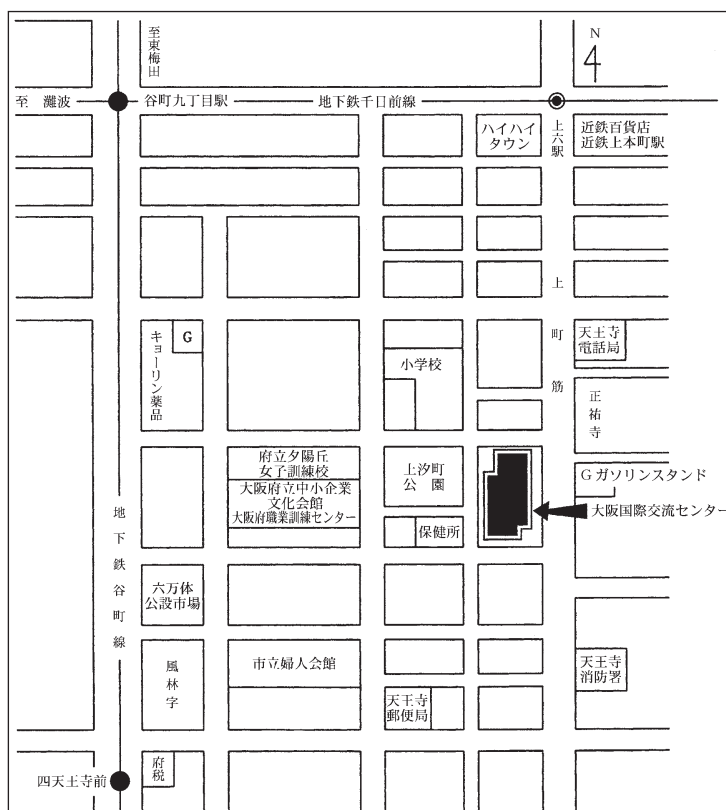 至東梅田
N
至 灘波
谷町九丁目駅
地下鉄千日前線
ハイハイ
タウン
上六駅
近鉄百貨店
近鉄上本町駅
上町筋
キョーリン薬品
G
小学校
天王寺
電話局
正祐寺
府立夕陽丘
女子訓練校
大阪府立中小企業
文化会館
大阪府職業訓練センター
上汐町
公園
保健所
Gガソリンスタンド
大阪国際交流センター
地下鉄谷町線
六万体
公設市場
風林字
市立婦人会館
天王寺
消防署
天王寺
郵便局
府税
四天王寺前